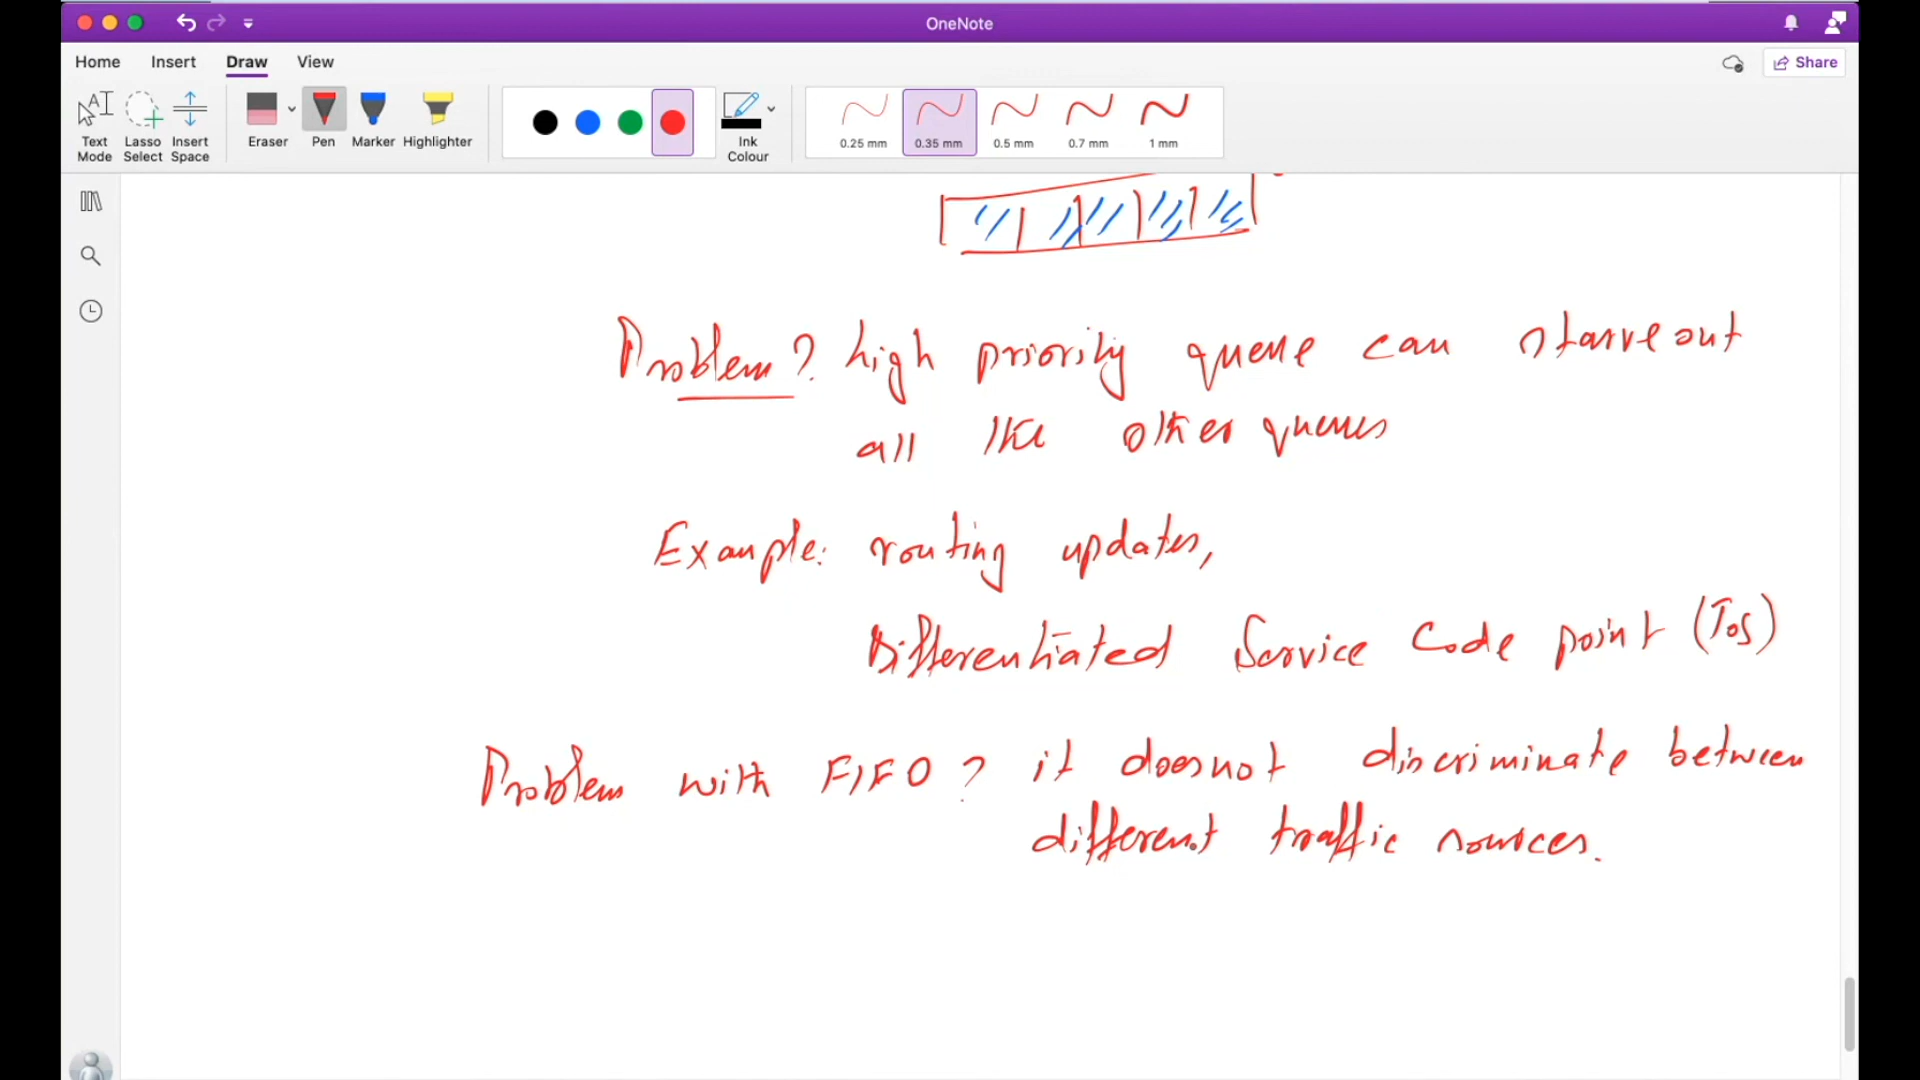 OneNote
Home Insert Draw View
Share
Text Mode
Lasso Select
Insert Space
Eraser
Pen
Marker
Highlighter
Ink Colour
0.25 mm
0.35 mm
0.5 mm
0.7 mm
1 mm
Problem? high priority queue can starve out
all the other queues
Example: routing updates,
Differentiated Service Code point (ToS)
Problem with FIFO? it does not discriminate between
different traffic sources.